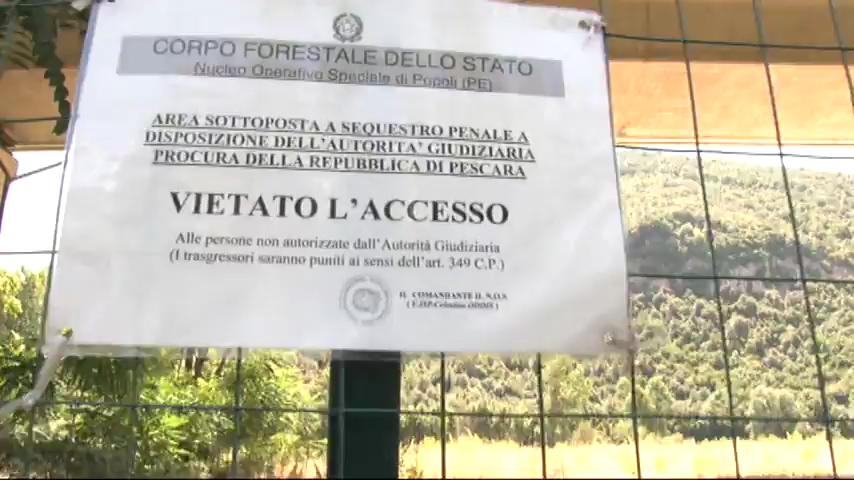 CORPO FORESTALE DELLO STATO
Nucleo Operativo Speciale di Popoli (PE)
AREA SOTTOPOSTA A SEQUESTRO PENALE A
DISPOSIZIONE DELL'AUTORITA' GIUDIZIARIA
PROCURA DELLA REPUBBLICA DI PESCARA
VIETATO L'ACCESSO
Alle persone non autorizzate dall'Autorità Giudiziaria
(I trasgressori saranno puniti ai sensi dell'art. 349 C.P.)
IL COMANDANTE IL N.O.S.